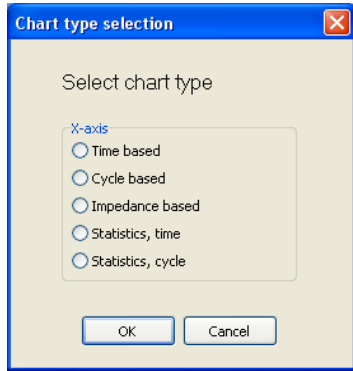 Chart type selection
Select chart type
X-axis
Time based
Cycle based
Impedance based
Statistics, time
Statistics, cycle
OK Cancel